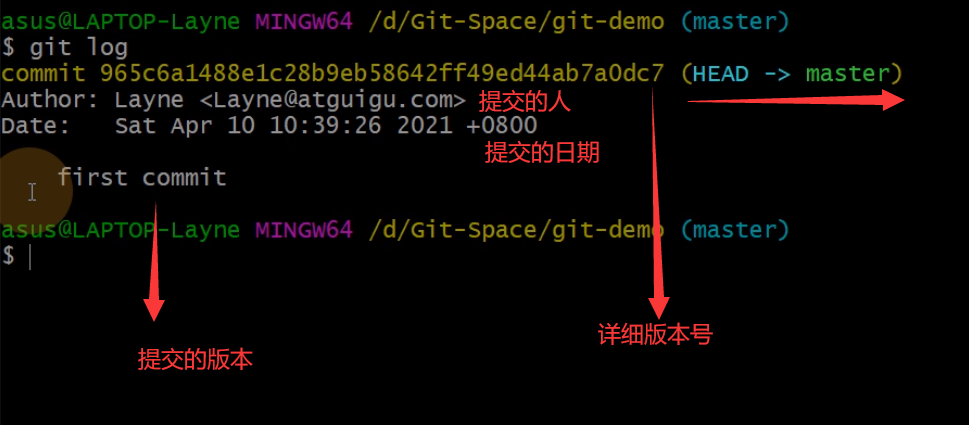 asus@LAPTOP-Layne MINGW64 /d/Git-Space/git-demo (master)
$ git log
commit 965c6a1488e1c28b9eb58642ff49ed44ab7a0dc7 (HEAD -> master)
Author: Layne <Layne@atguigu.com> 提交的人
Date:   Sat Apr 10 10:39:26 2021 +0800
提交的日期
first commit
asus@LAPTOP-Layne MINGW64 /d/Git-Space/git-demo (master)
$
详细版本号
提交的版本